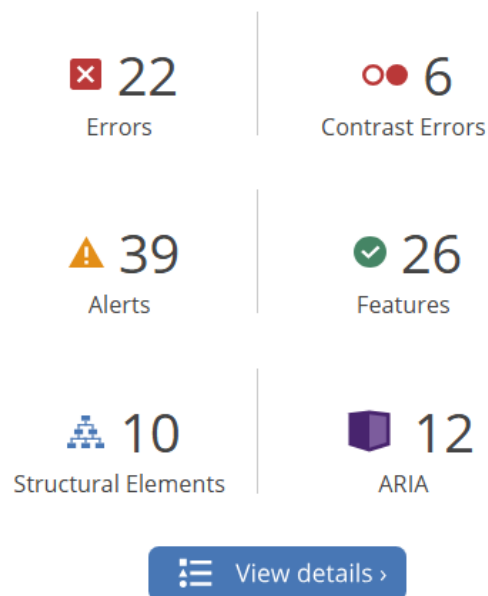 22
Errors
6
Contrast Errors
39
Alerts
26
Features
10
Structural Elements
12
ARIA
View details ›